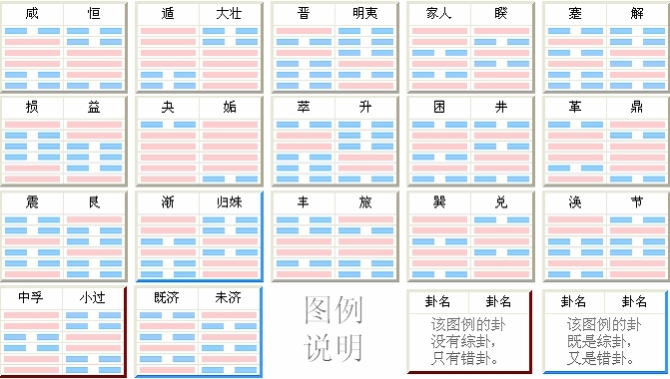 咸 恒 遁 大壮 晋 明夷 家人 睽 蹇 解
损 益 夬 姤 萃 升 困 井 革 鼎
震 艮 渐 归妹 丰 旅 巽 兑 涣 节
中孚 小过 既济 未济
图例
说明
卦名 卦名
该图例的卦
没有综卦，
只有错卦。
卦名 卦名
该图例的卦
既是综卦，
又是错卦。